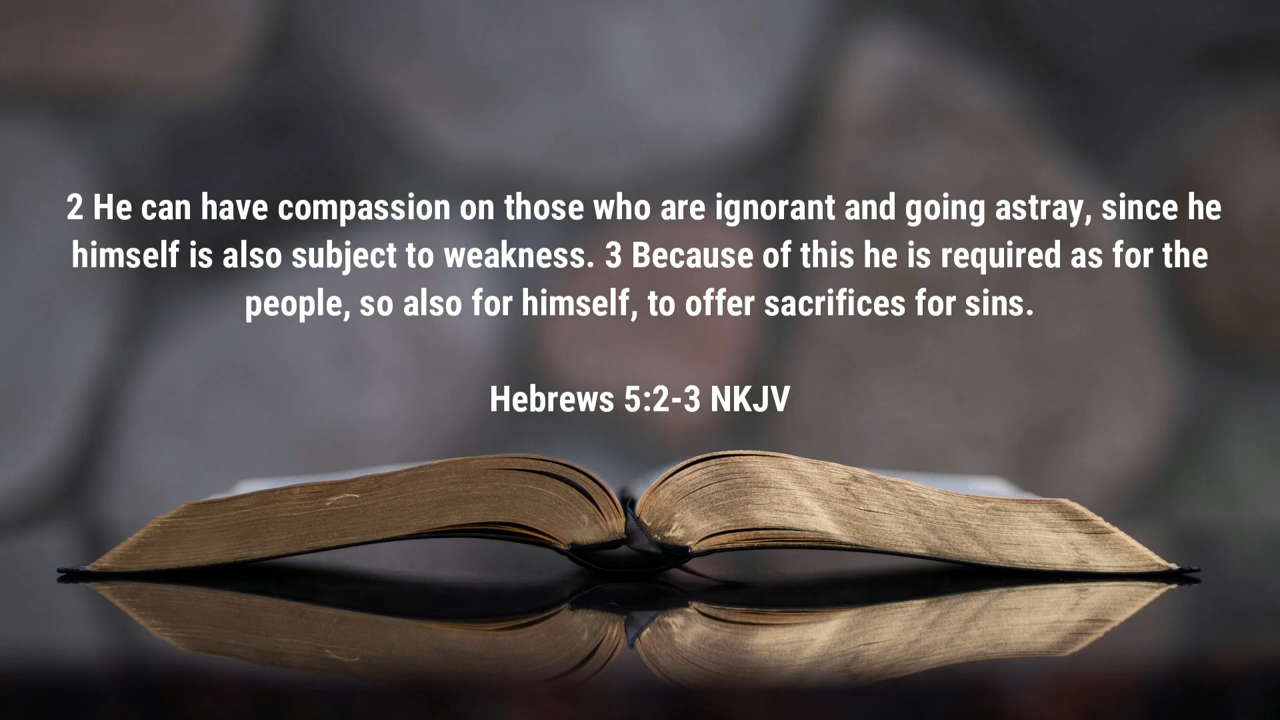 2 He can have compassion on those who are ignorant and going astray, since he
himself is also subject to weakness. 3 Because of this he is required as for the
people, so also for himself, to offer sacrifices for sins.
Hebrews 5:2-3 NKJV